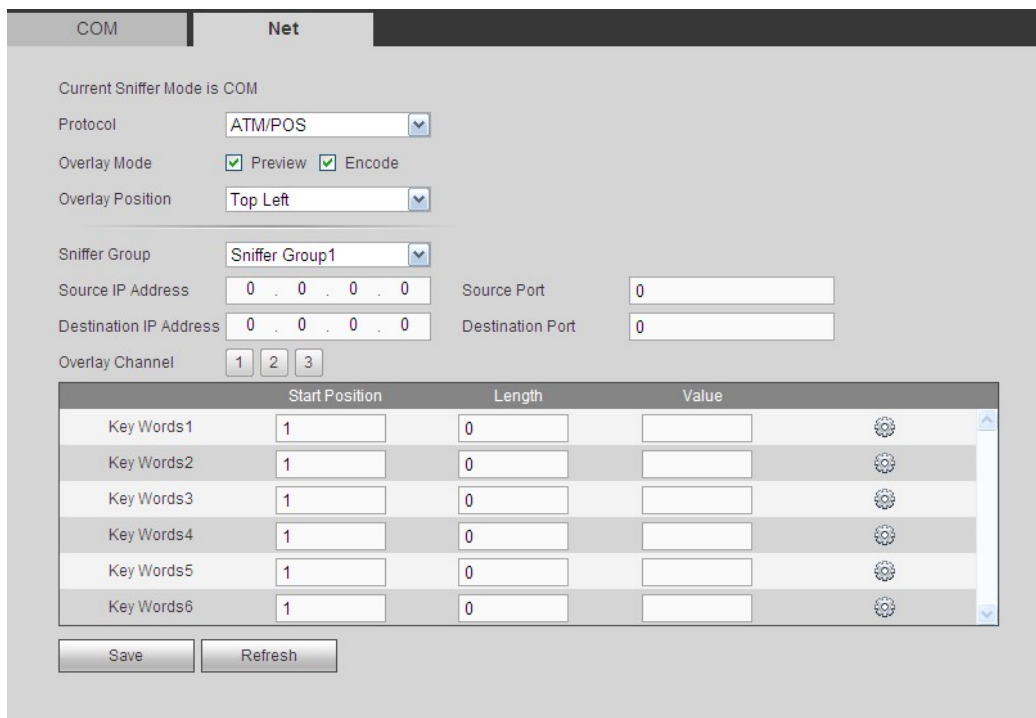 COM Net
Current Sniffer Mode is COM
Protocol ATM/POS
Overlay Mode Preview Encode
Overlay Position Top Left
Sniffer Group Sniffer Group1
Source IP Address 0 . 0 . 0 . 0 Source Port 0
Destination IP Address 0 . 0 . 0 . 0 Destination Port 0
Overlay Channel 1 2 3
Start Position Length Value
Key Words1 1 0
Key Words2 1 0
Key Words3 1 0
Key Words4 1 0
Key Words5 1 0
Key Words6 1 0
Save Refresh